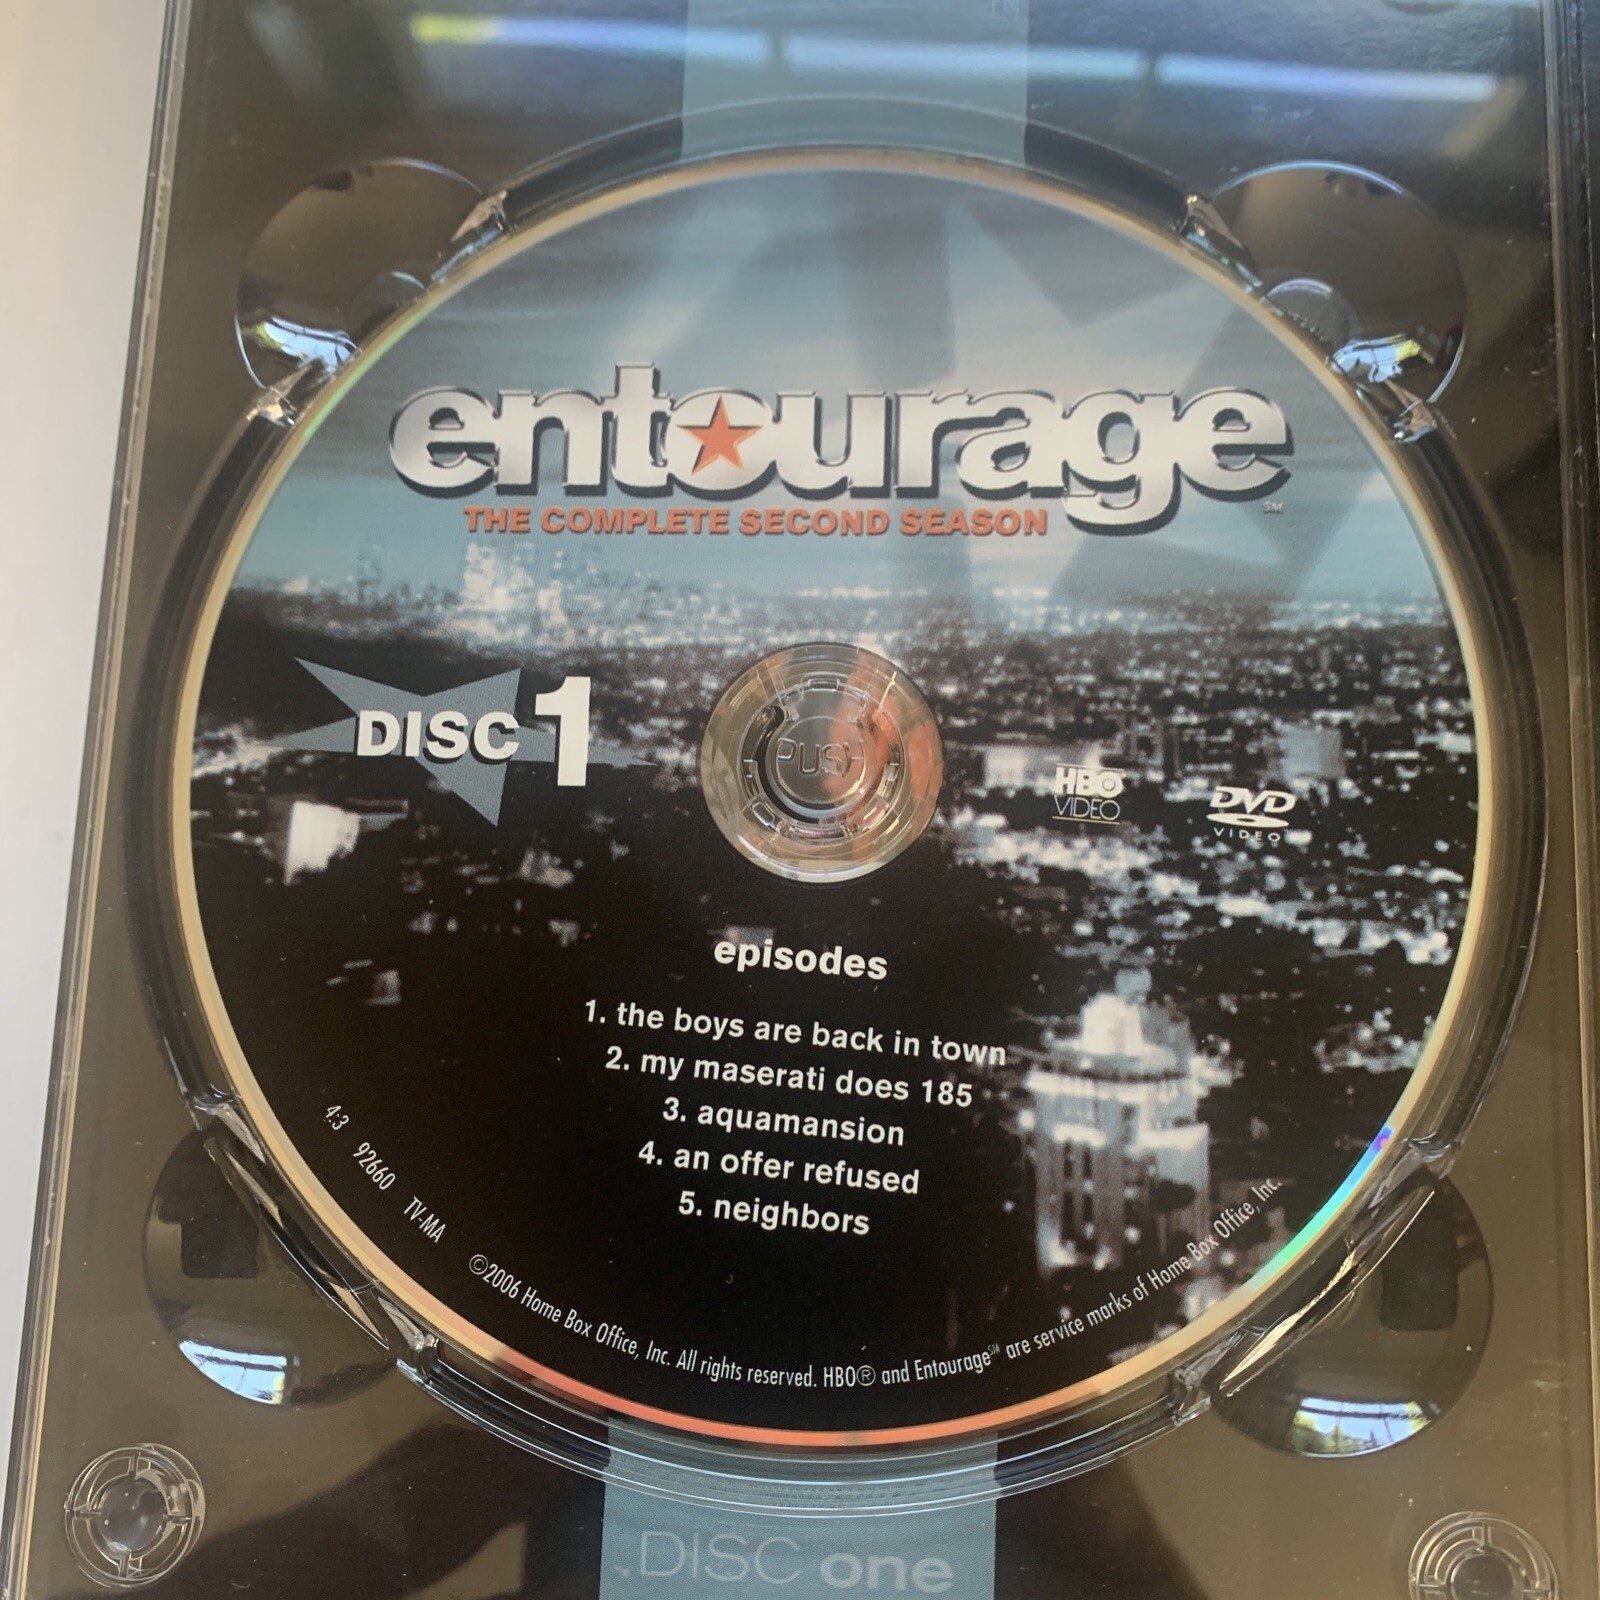 TM
entourage
SM
THE COMPLETE SECOND SEASON
DISC 1
PUSH
HBO
VIDEO
DVD
VIDEO
episodes
1. the boys are back in town
2. my maserati does 185
3. aquamansion
4. an offer refused
5. neighbors
4:3 92660 TV-MA
©2006 Home Box Office, Inc. All rights reserved. HBO® and Entourage℠ are service marks of Home Box Office, Inc.
DISC one